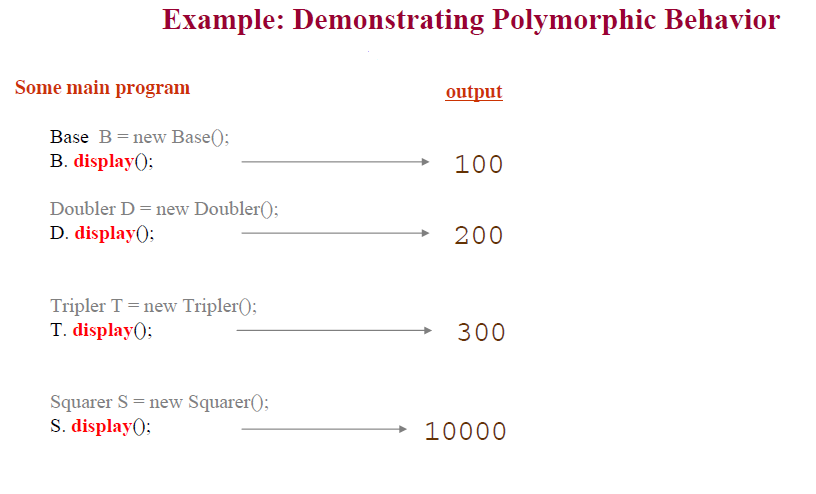 Example: Demonstrating Polymorphic Behavior
Some main program
output
Base B = new Base();
B. display();
100
Doubler D = new Doubler();
D. display();
200
Tripler T = new Tripler();
T. display();
300
Squarer S = new Squarer();
S. display();
10000